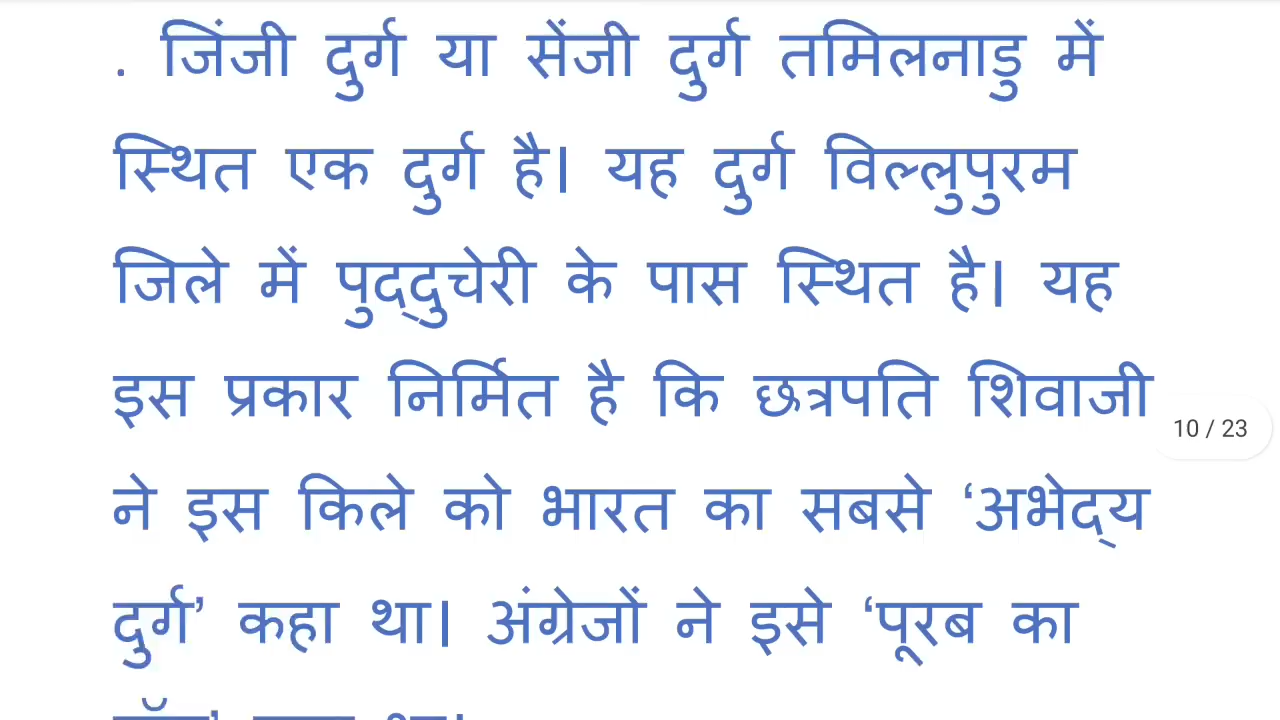 . जिंजी दुर्ग या सेंजी दुर्ग तमिलनाडु में
स्थित एक दुर्ग है। यह दुर्ग विल्लुपुरम
जिले में पुद्‌दुचेरी के पास स्थित है। यह
इस प्रकार निर्मित है कि छत्रपति शिवाजी
10 / 23
ने इस किले को भारत का सबसे ‘अभेद्‌य
दुर्ग’ कहा था। अंग्रेजों ने इसे ‘पूरब का